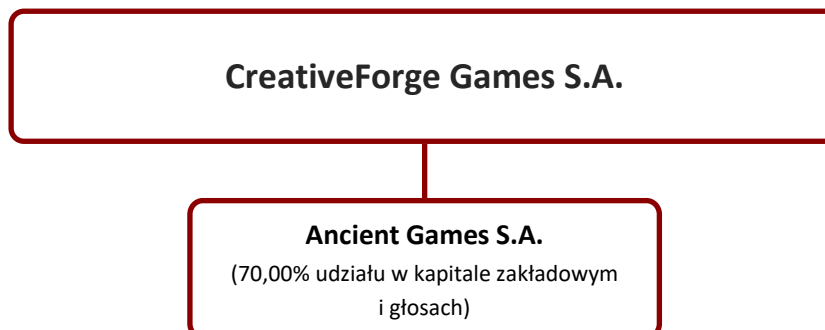 CreativeForge Games S.A.
Ancient Games S.A.
(70,00% udziału w kapitale zakładowym
i głosach)